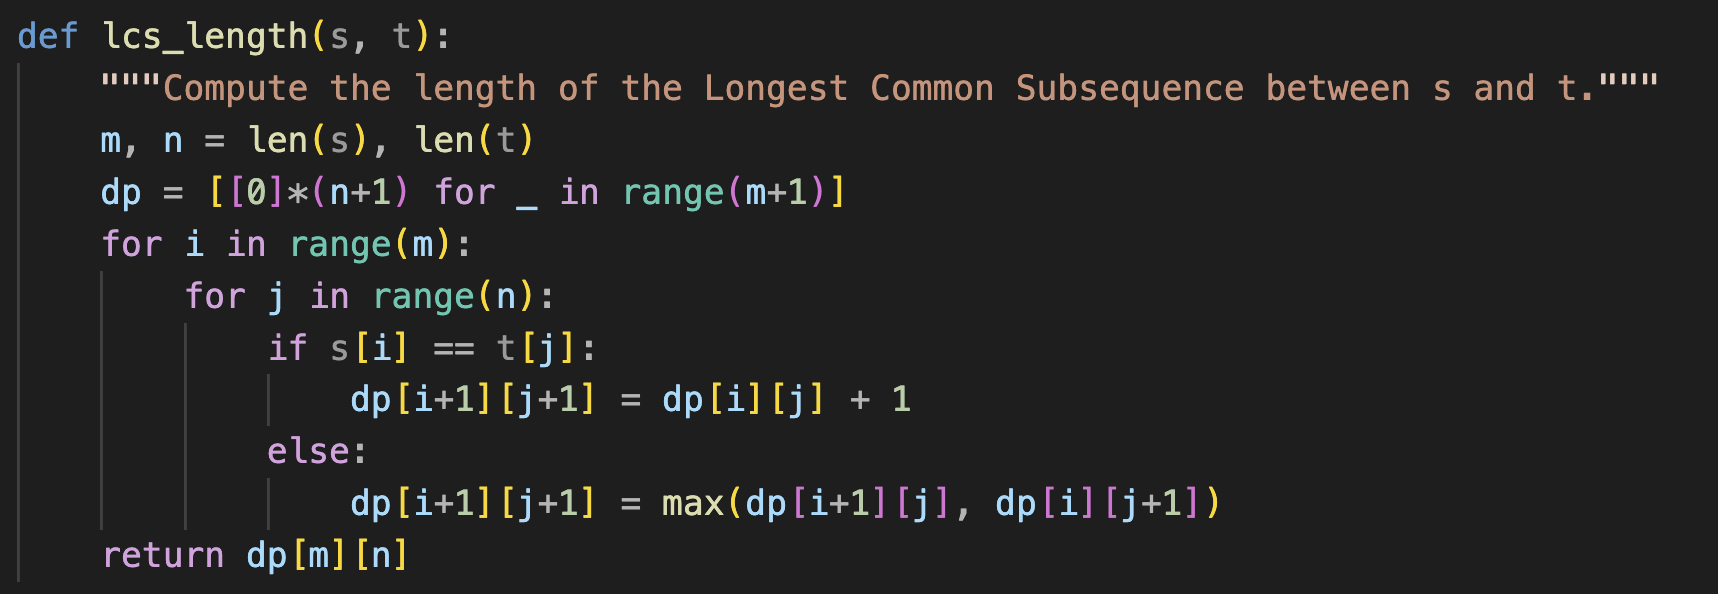 def lcs_length(s, t):
    """Compute the length of the Longest Common Subsequence between s and t."""
    m, n = len(s), len(t)
    dp = [[0]*(n+1) for _ in range(m+1)]
    for i in range(m):
        for j in range(n):
            if s[i] == t[j]:
                dp[i+1][j+1] = dp[i][j] + 1
            else:
                dp[i+1][j+1] = max(dp[i+1][j], dp[i][j+1])
    return dp[m][n]